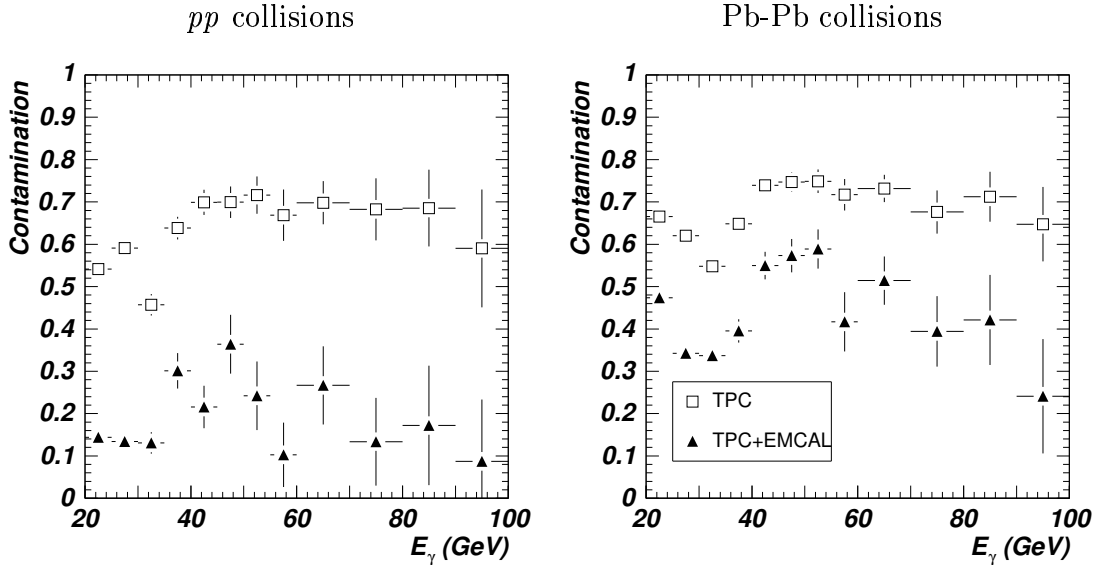 pp collisions
Pb-Pb collisions
Contamination
1
0.9
0.8
0.7
0.6
0.5
0.4
0.3
0.2
0.1
0
20 40 60 80 100
Eγ (GeV)
Contamination
1
0.9
0.8
0.7
0.6
0.5
0.4
0.3
0.2
0.1
0
TPC
TPC+EMCAL
20 40 60 80 100
Eγ (GeV)